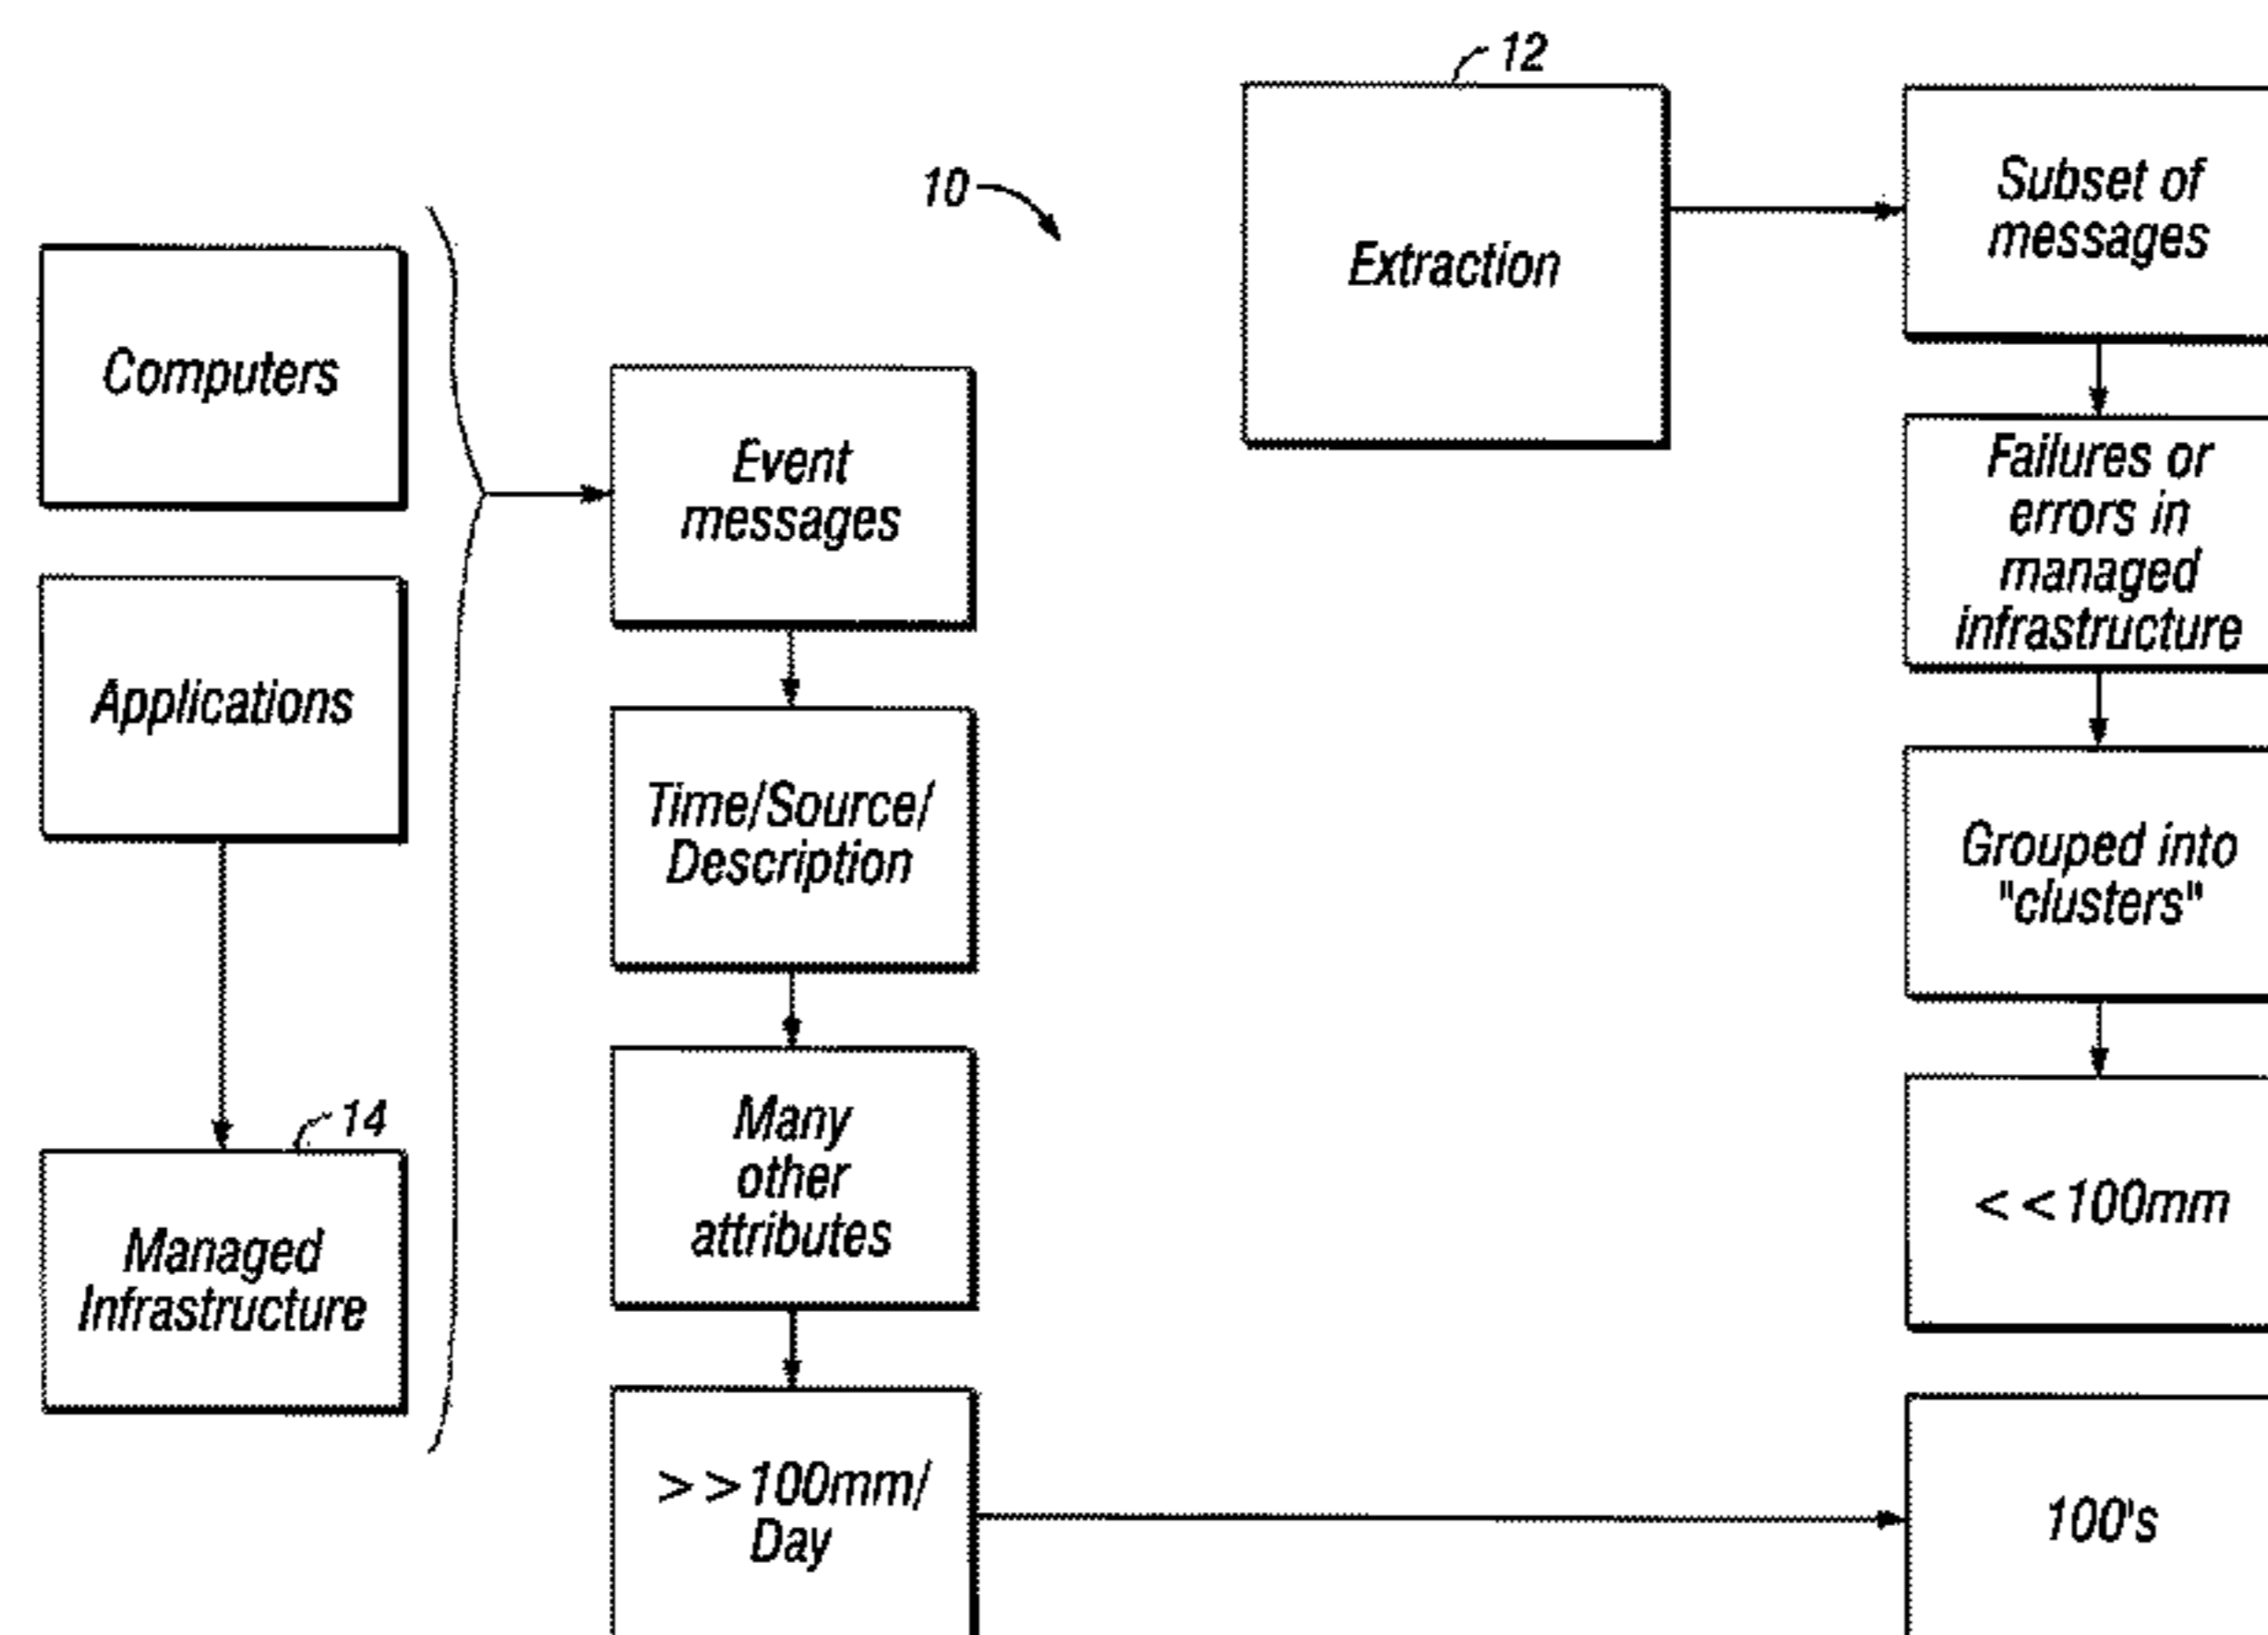 12
10
Extraction
Subset of
messages
Computers
Event
messages
Failures or
errors in
managed
infrastructure
Applications
Time/Source/
Description
Grouped into
"clusters"
14
Many
other
attributes
< < 100mm
Managed
Infrastructure
> > 100mm/
Day
100's